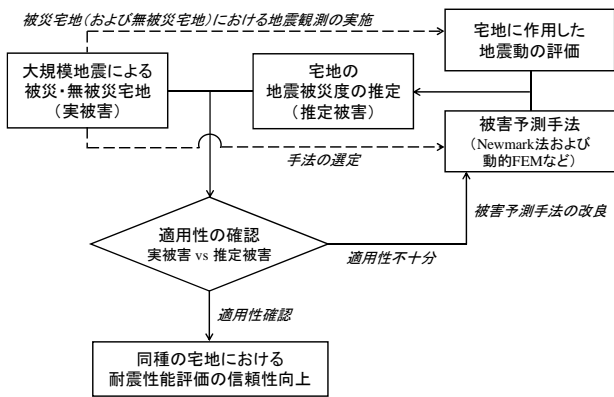 被災宅地(および無被災宅地)における地震観測の実施
大規模地震による
被災・無被災宅地
(実被害)
宅地の
地震被災度の推定
(推定被害)
宅地に作用した
地震動の評価
被害予測手法
(Newmark法および
動的FEMなど)
手法の選定
被害予測手法の改良
適用性の確認
実被害 vs 推定被害
適用性不十分
適用性確認
同種の宅地における
耐震性能評価の信頼性向上